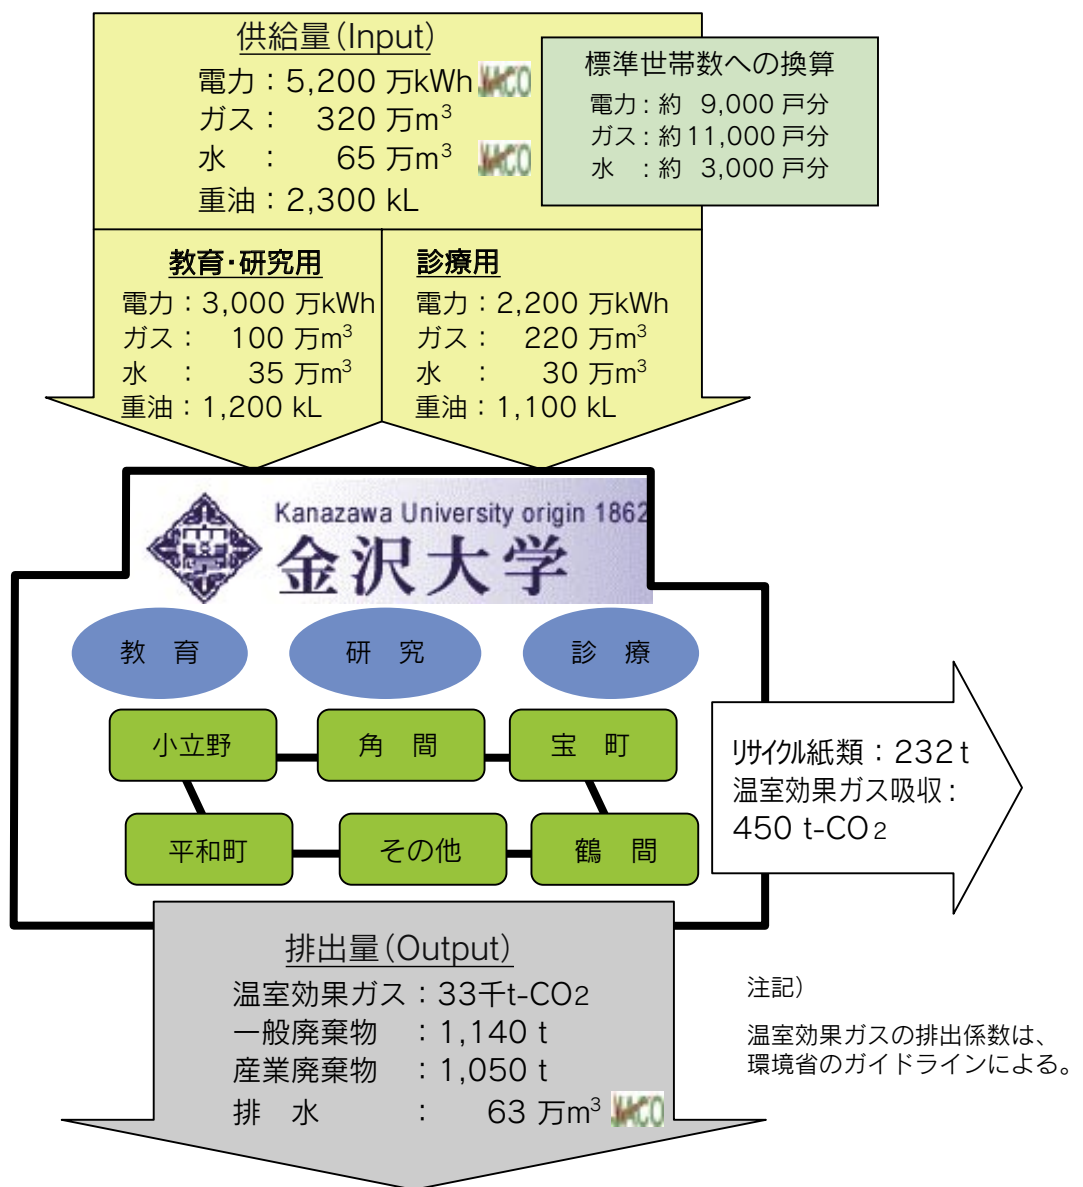 供給量(Input)
電力：5,200 万kWh JACO
ガス： 320 万m³
水 ： 65 万m³ JACO
重油：2,300 kL
標準世帯数への換算
電力：約 9,000 戸分
ガス：約11,000 戸分
水 ：約 3,000 戸分
教育・研究用
電力：3,000 万kWh
ガス： 100 万m³
水 ： 35 万m³
重油：1,200 kL
診療用
電力：2,200 万kWh
ガス： 220 万m³
水 ： 30 万m³
重油：1,100 kL
Kanazawa University origin 1862
金沢大学
教 育
研 究
診 療
小立野
角 間
宝 町
平和町
その他
鶴 間
リサイクル紙類：232 t
温室効果ガス吸収：
450 t-CO2
排出量(Output)
温室効果ガス：33千t-CO2
一般廃棄物 ：1,140 t
産業廃棄物 ：1,050 t
排 水 ： 63 万m³ JACO
注記）
温室効果ガスの排出係数は、
環境省のガイドラインによる。